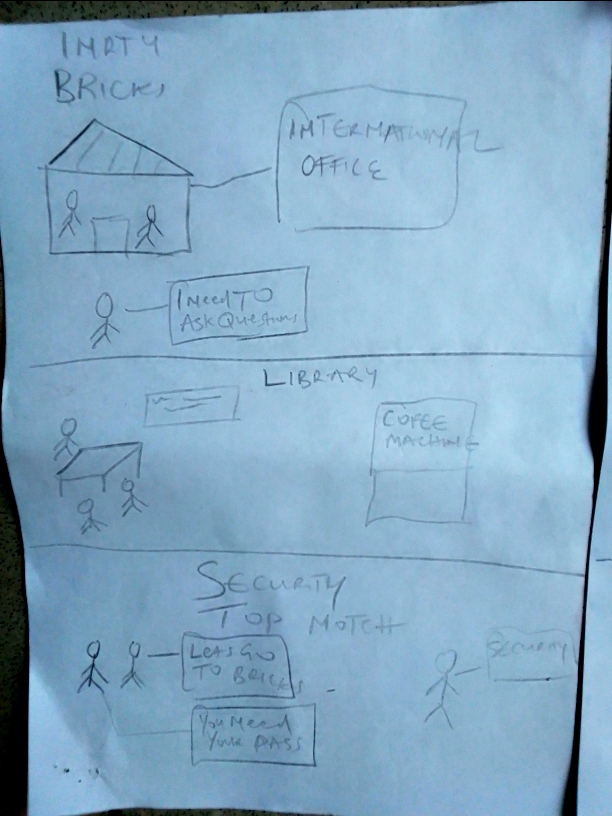 INRTY
BRICKS
INTERNATIONAL
OFFICE
I Need TO
ASK Questions
LIBRARY
COFEE
MACHINE
SECURITY
TOP NOTCH
LETS GO
TO BRICKS
SECURITY
You Need
Your PASS